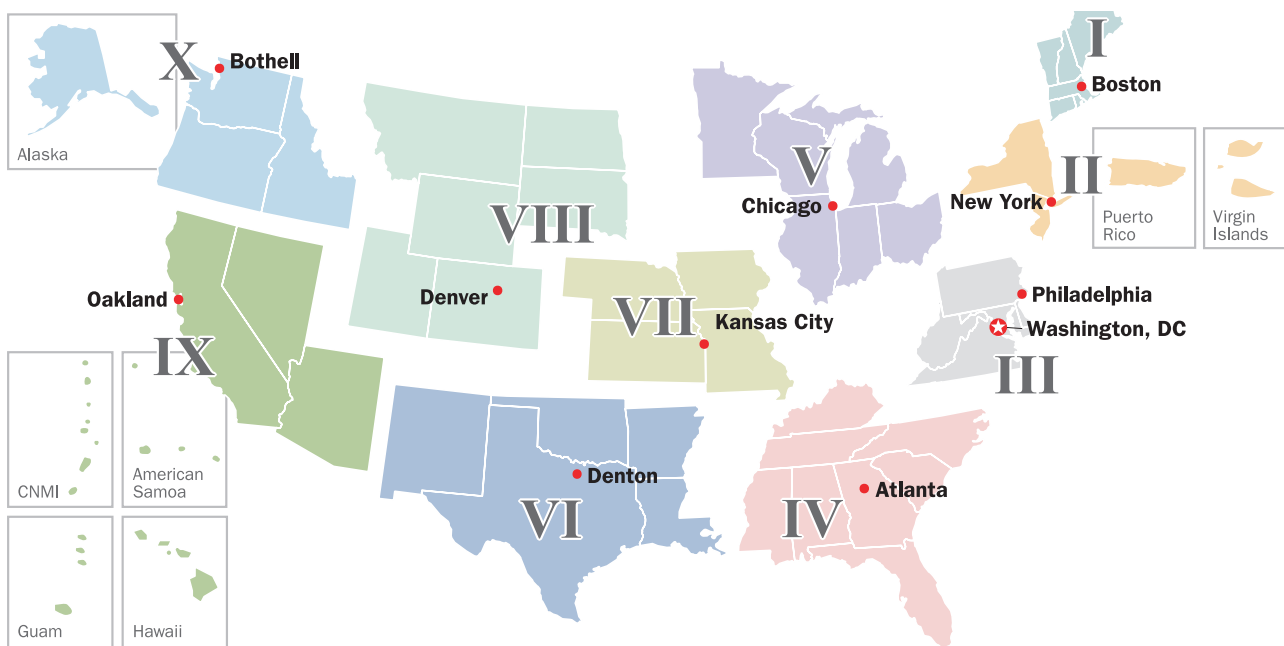 X
Bothell
Alaska
I
Boston
V
Chicago
II
New York
Puerto
Rico
Virgin
Islands
VIII
Denver
Oakland
IX
VII
Kansas City
Philadelphia
Washington, DC
III
CNMI
American
Samoa
Guam
Hawaii
VI
Denton
IV
Atlanta